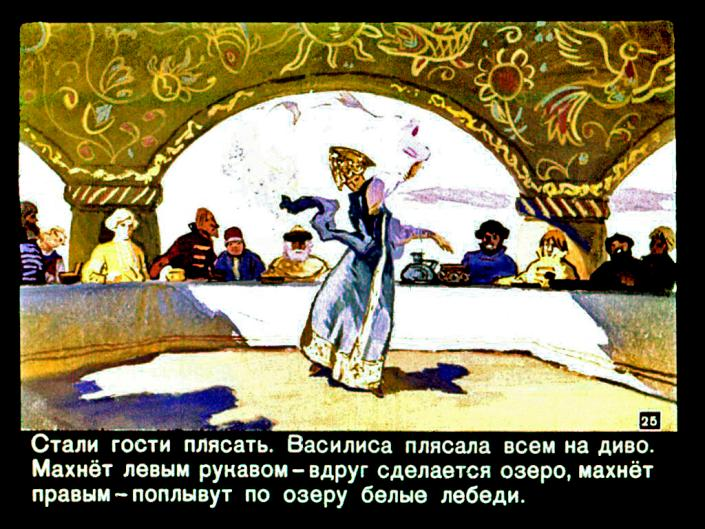 25
Стали гости плясать. Василиса плясала всем на диво.
Махнёт левым рукавом–вдруг сделается озеро, махнёт
правым–поплывут по озеру белые лебеди.